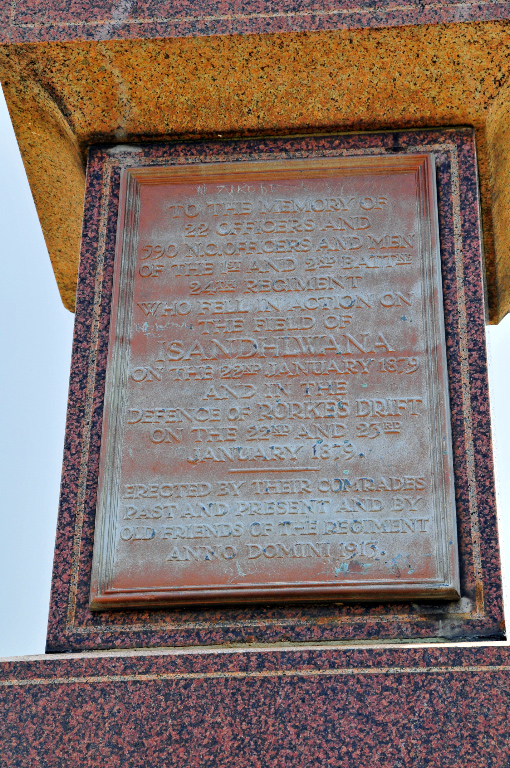 TO THE MEMORY OF
22 OFFICERS AND
590 N.C.OFFICERS AND MEN
OF THE 1ST AND 2ND BATTNS
24TH REGIMENT
WHO FELL IN ACTION ON
THE FIELD OF
ISANDHLWANA
ON THE 22ND JANUARY 1879
AND IN THE
DEFENCE OF RORKES DRIFT
ON THE 22ND AND 23RD
JANUARY 1879.
ERECTED BY THEIR COMRADES
PAST AND PRESENT AND BY
OLD FRIENDS OF THE REGIMENT
ANNO DOMINI 1913.